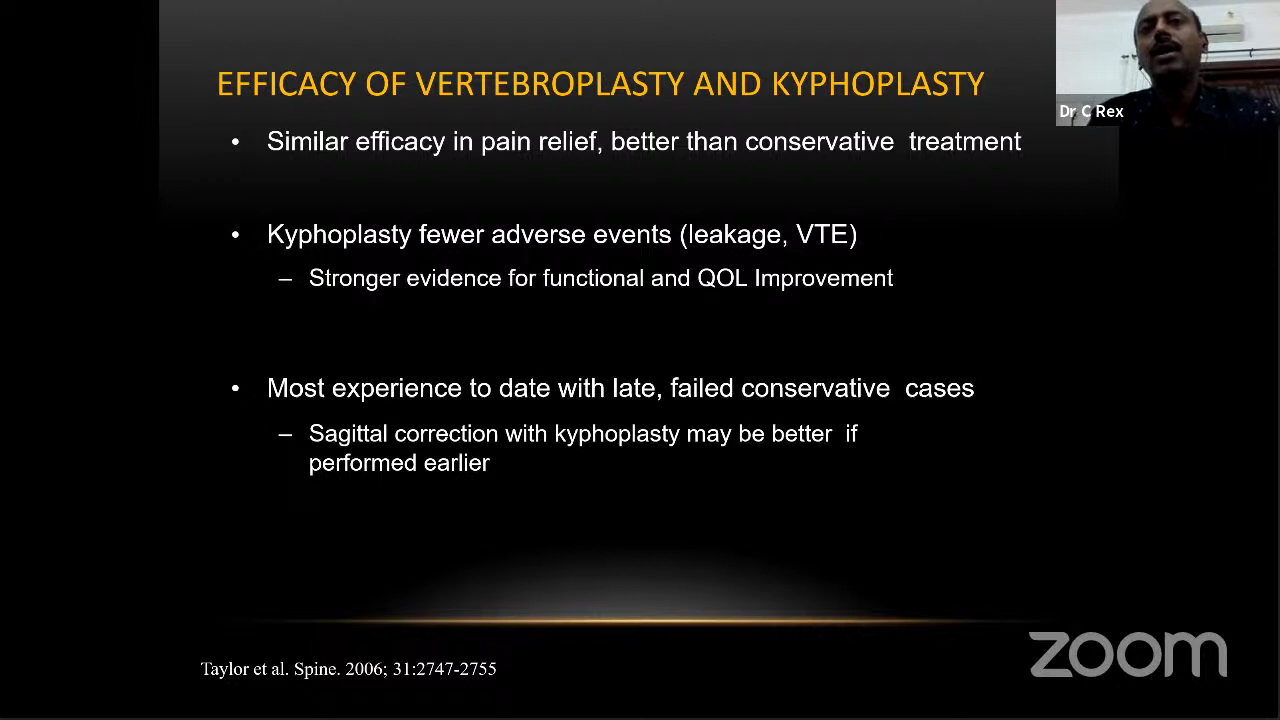 EFFICACY OF VERTEBROPLASTY AND KYPHOPLASTY
• Similar efficacy in pain relief, better than conservative treatment
• Kyphoplasty fewer adverse events (leakage, VTE)
– Stronger evidence for functional and QOL Improvement
• Most experience to date with late, failed conservative cases
– Sagittal correction with kyphoplasty may be better if
performed earlier
Taylor et al. Spine. 2006; 31:2747-2755
Dr C Rex
zoom